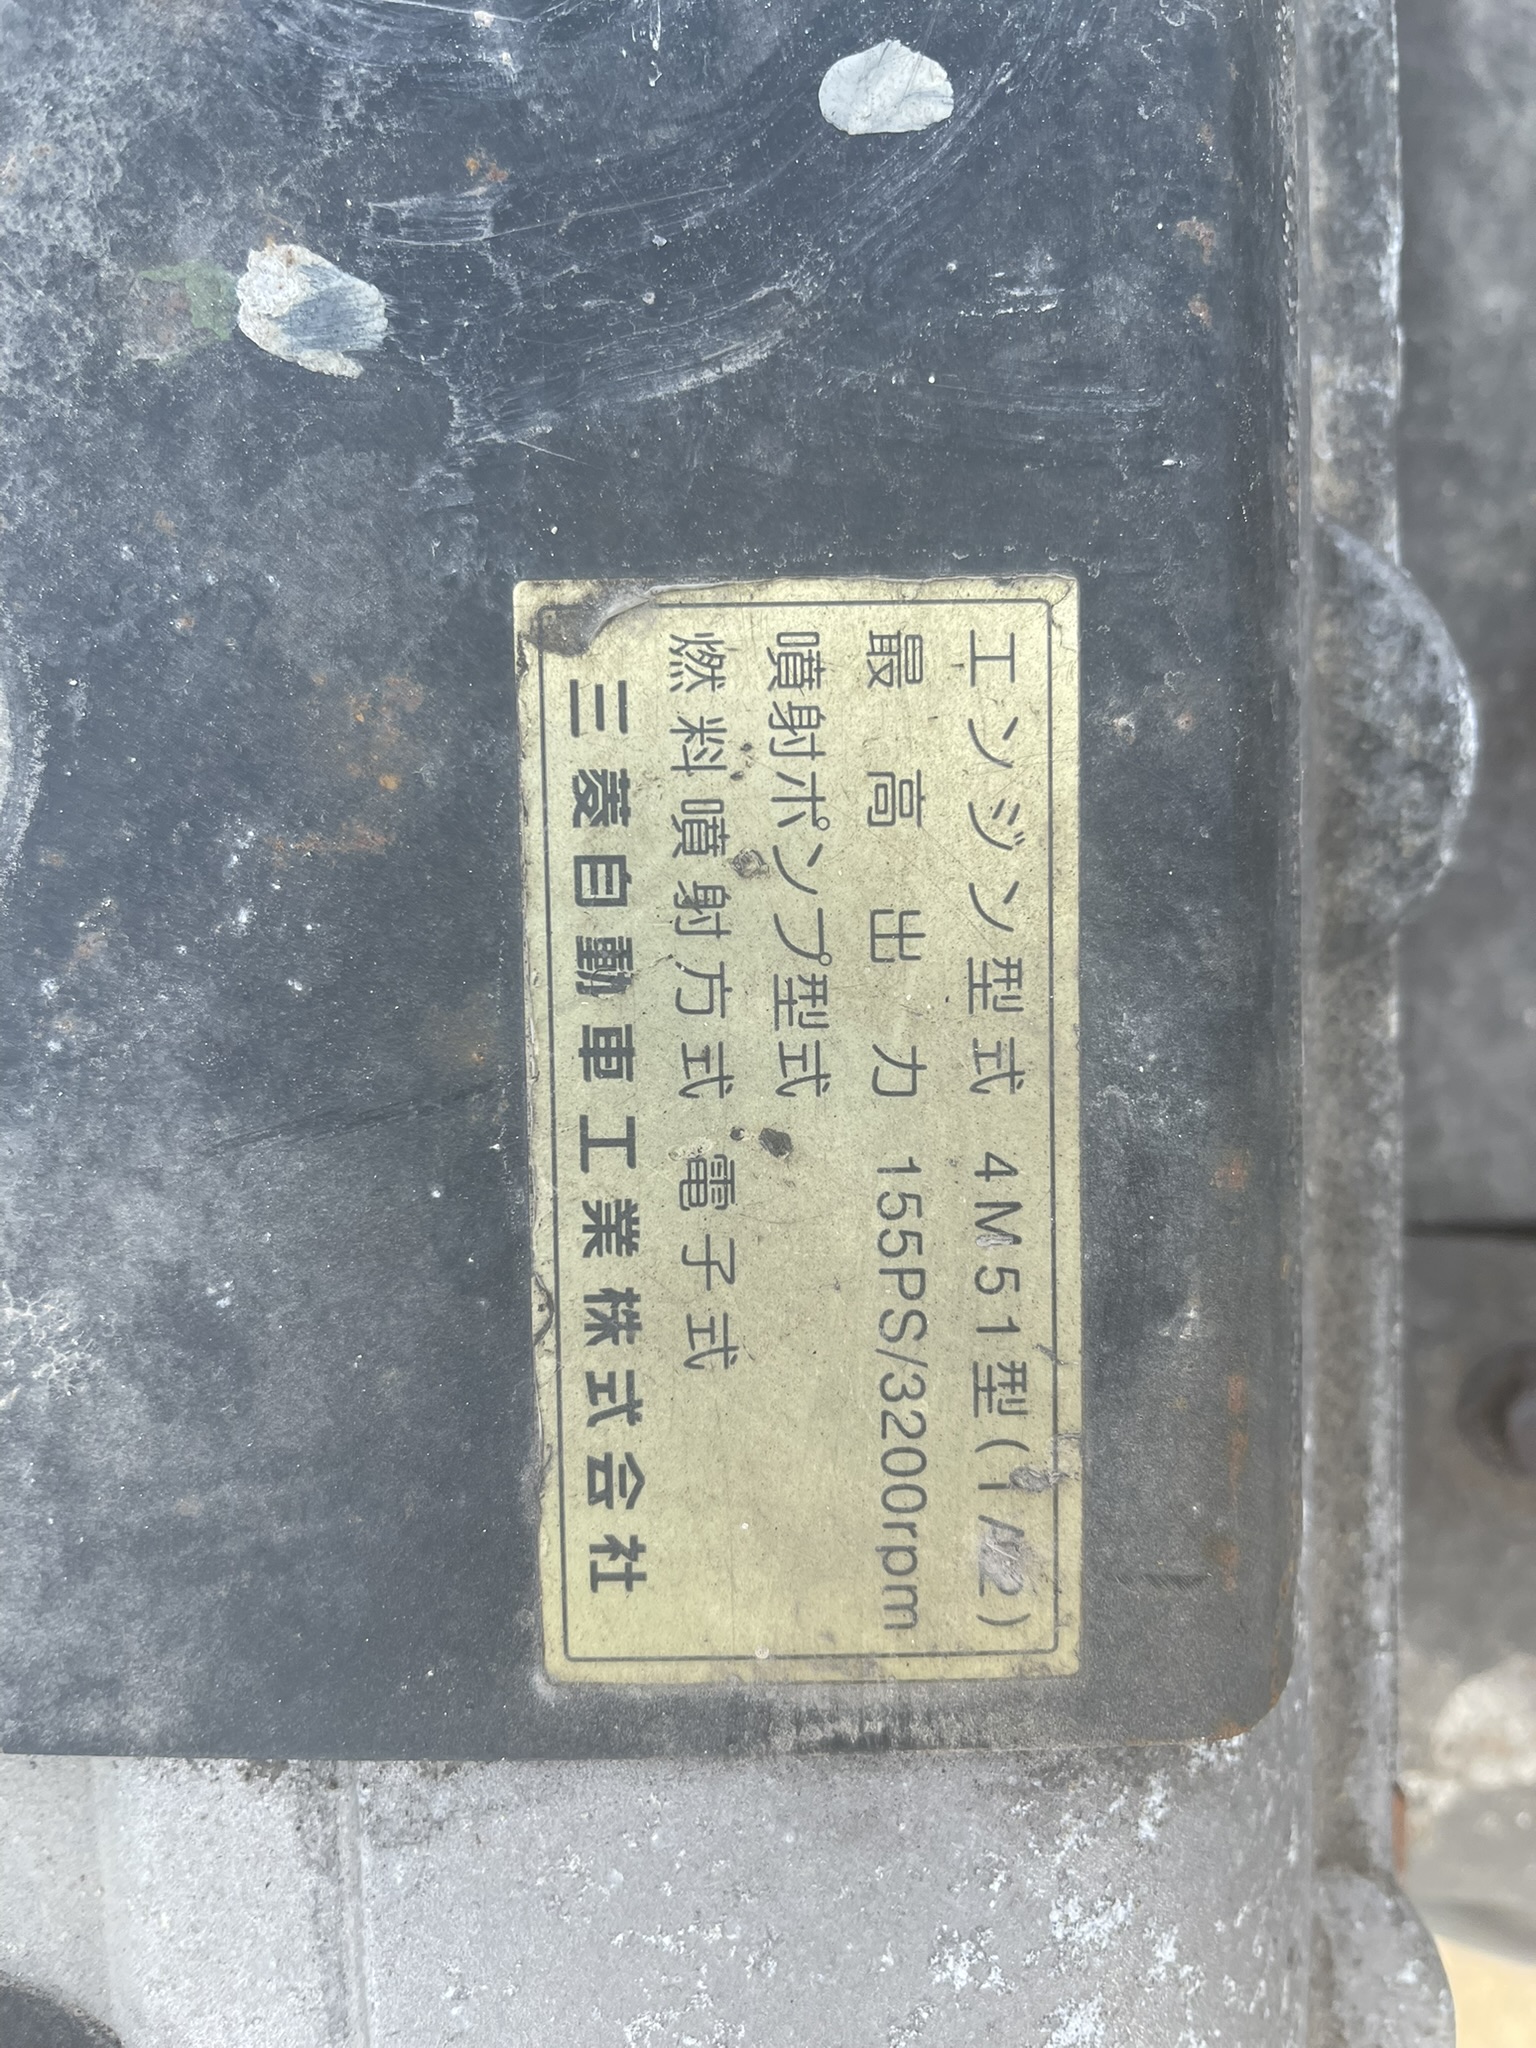 エンジン型式 4M51型(1/2)
最高出力 155PS/3200rpm
噴射ポンプ型式
燃料噴射方式 電子式
三菱自動車工業株式会社